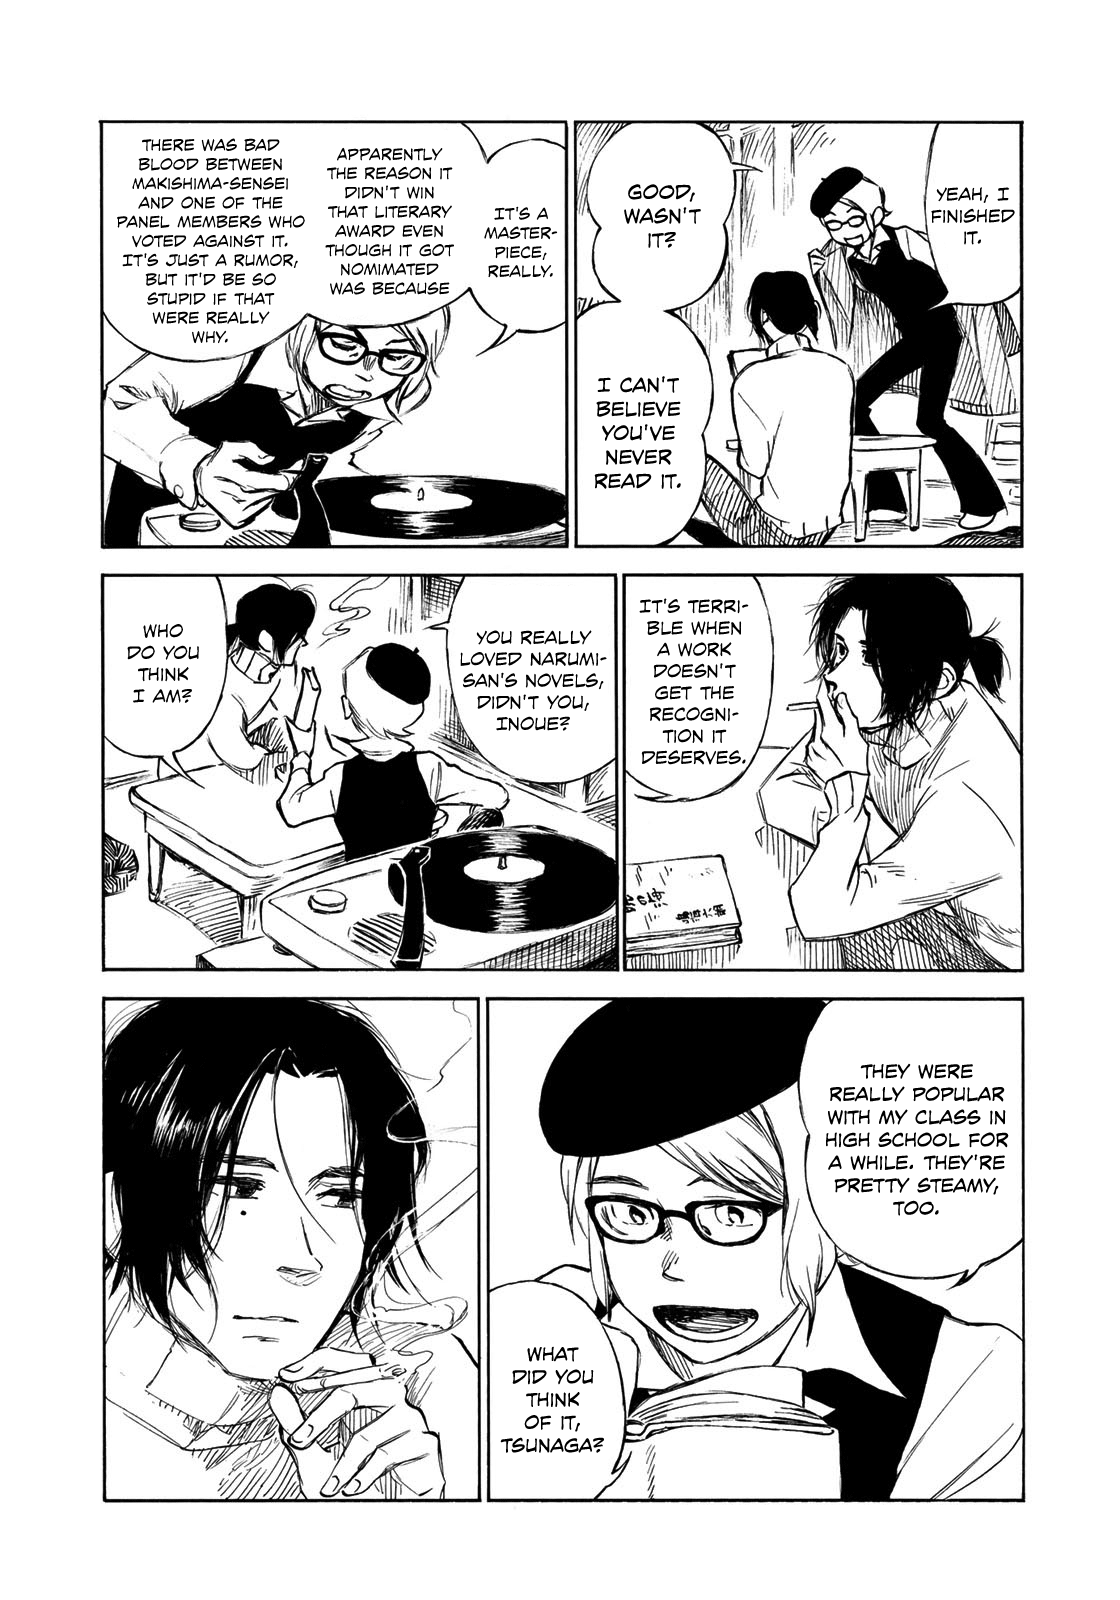 YEAH, I
FINISHED
IT.
GOOD,
WASN'T
IT?
I CAN'T
BELIEVE
YOU'VE
NEVER
READ IT.
IT'S A
MASTER-
PIECE,
REALLY.
APPARENTLY
THE REASON IT
DIDN'T WIN
THAT LITERARY
AWARD EVEN
THOUGH IT GOT
NOMIMATED
WAS BECAUSE
THERE WAS BAD
BLOOD BETWEEN
MAKISHIMA-SENSEI
AND ONE OF THE
PANEL MEMBERS WHO
VOTED AGAINST IT.
IT'S JUST A RUMOR,
BUT IT'D BE SO
STUPID IF THAT
WERE REALLY
WHY.
IT'S TERRI-
BLE WHEN
A WORK
DOESN'T
GET THE
RECOGNI-
TION IT
DESERVES.
YOU REALLY
LOVED NARUMI-
SAN'S NOVELS,
DIDN'T YOU,
INOUE?
WHO
DO YOU
THINK
I AM?
THEY WERE
REALLY POPULAR
WITH MY CLASS IN
HIGH SCHOOL FOR
A WHILE. THEY'RE
PRETTY STEAMY,
TOO.
WHAT
DID YOU
THINK
OF IT,
TSUNAGA?